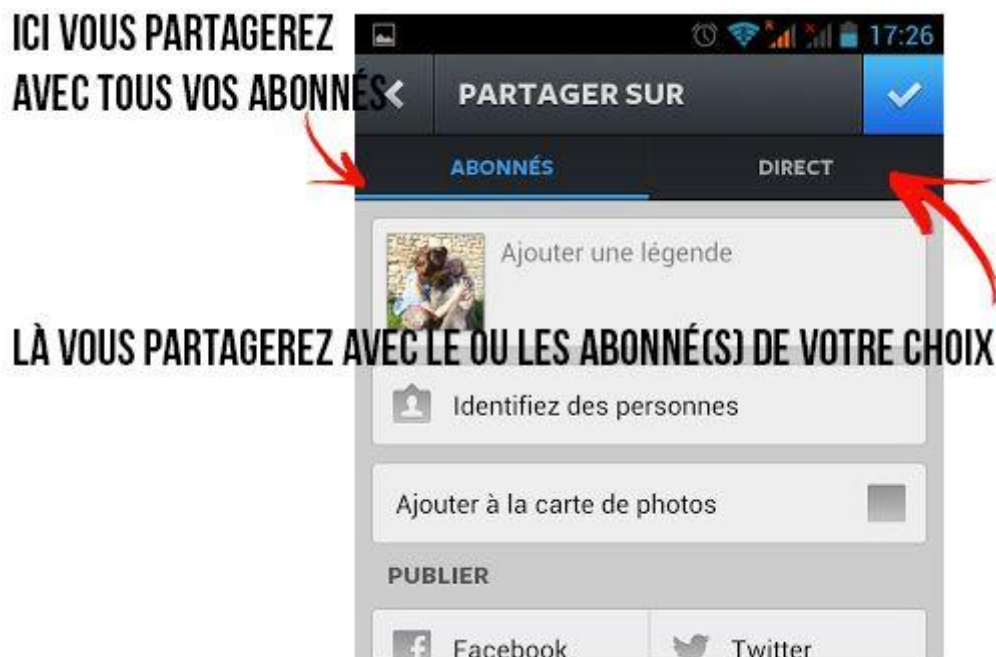 ICI VOUS PARTAGEREZ
AVEC TOUS VOS ABONNÉS
17:26
PARTAGER SUR
ABONNÉS
DIRECT
Ajouter une légende
LÀ VOUS PARTAGEREZ AVEC LE OU LES ABONNÉ(S) DE VOTRE CHOIX
Identifiez des personnes
Ajouter à la carte de photos
PUBLIER
Facebook
Twitter